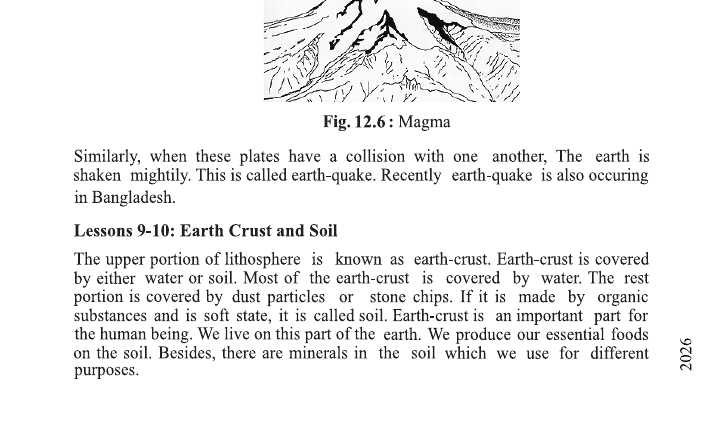 Fig. 12.6 : Magma
Similarly, when these plates have a collision with one another, The earth is
shaken mightily. This is called earth-quake. Recently earth-quake is also occuring
in Bangladesh.
Lessons 9-10: Earth Crust and Soil
The upper portion of lithosphere is known as earth-crust. Earth-crust is covered
by either water or soil. Most of the earth-crust is covered by water. The rest
portion is covered by dust particles or stone chips. If it is made by organic
substances and is soft state, it is called soil. Earth-crust is an important part for
the human being. We live on this part of the earth. We produce our essential foods
on the soil. Besides, there are minerals in the soil which we use for different
purposes.
2026